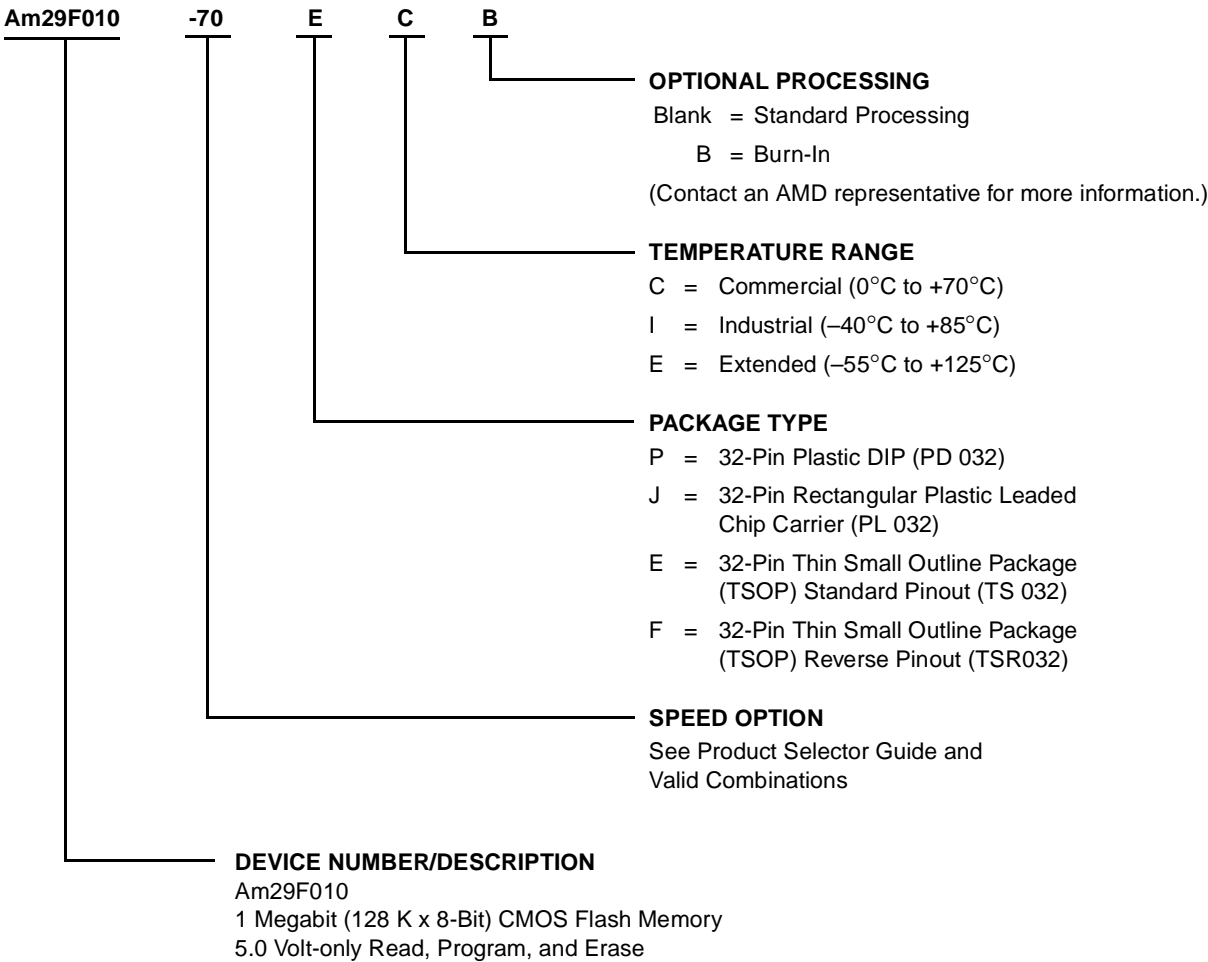 Am29F010 -70 E C B
OPTIONAL PROCESSING
Blank = Standard Processing
B = Burn-In
(Contact an AMD representative for more information.)
TEMPERATURE RANGE
C = Commercial (0°C to +70°C)
I = Industrial (–40°C to +85°C)
E = Extended (–55°C to +125°C)
PACKAGE TYPE
P = 32-Pin Plastic DIP (PD 032)
J = 32-Pin Rectangular Plastic Leaded
Chip Carrier (PL 032)
E = 32-Pin Thin Small Outline Package
(TSOP) Standard Pinout (TS 032)
F = 32-Pin Thin Small Outline Package
(TSOP) Reverse Pinout (TSR032)
SPEED OPTION
See Product Selector Guide and
Valid Combinations
DEVICE NUMBER/DESCRIPTION
Am29F010
1 Megabit (128 K x 8-Bit) CMOS Flash Memory
5.0 Volt-only Read, Program, and Erase